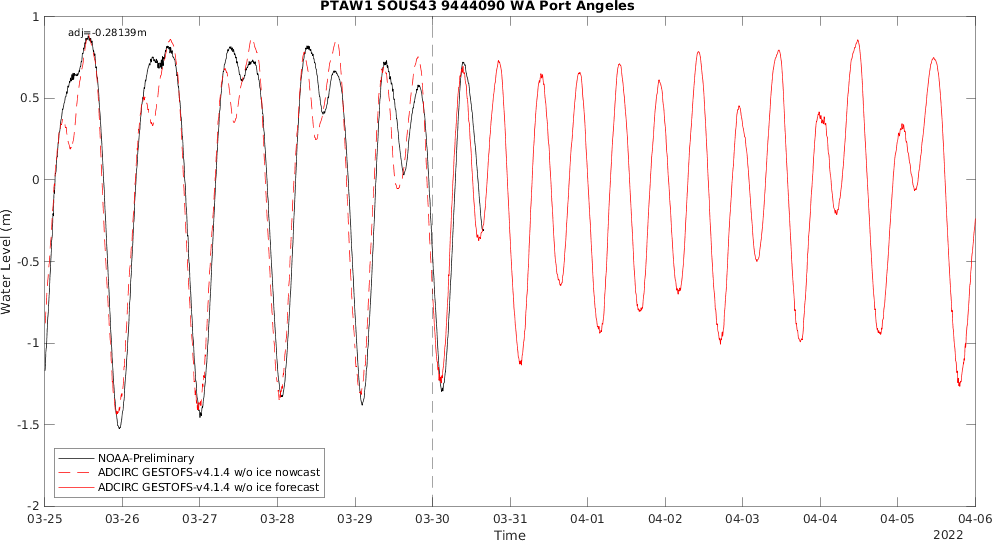 PTAW1 SOUS43 9444090 WA Port Angeles
adj=-0.28139m
1
0.5
0
-0.5
-1
-1.5
-2
Water Level (m)
NOAA-Preliminary
ADCIRC GESTOFS-v4.1.4 w/o ice nowcast
ADCIRC GESTOFS-v4.1.4 w/o ice forecast
03-25 03-26 03-27 03-28 03-29 03-30 03-31 04-01 04-02 04-03 04-04 04-05 04-06
Time
2022